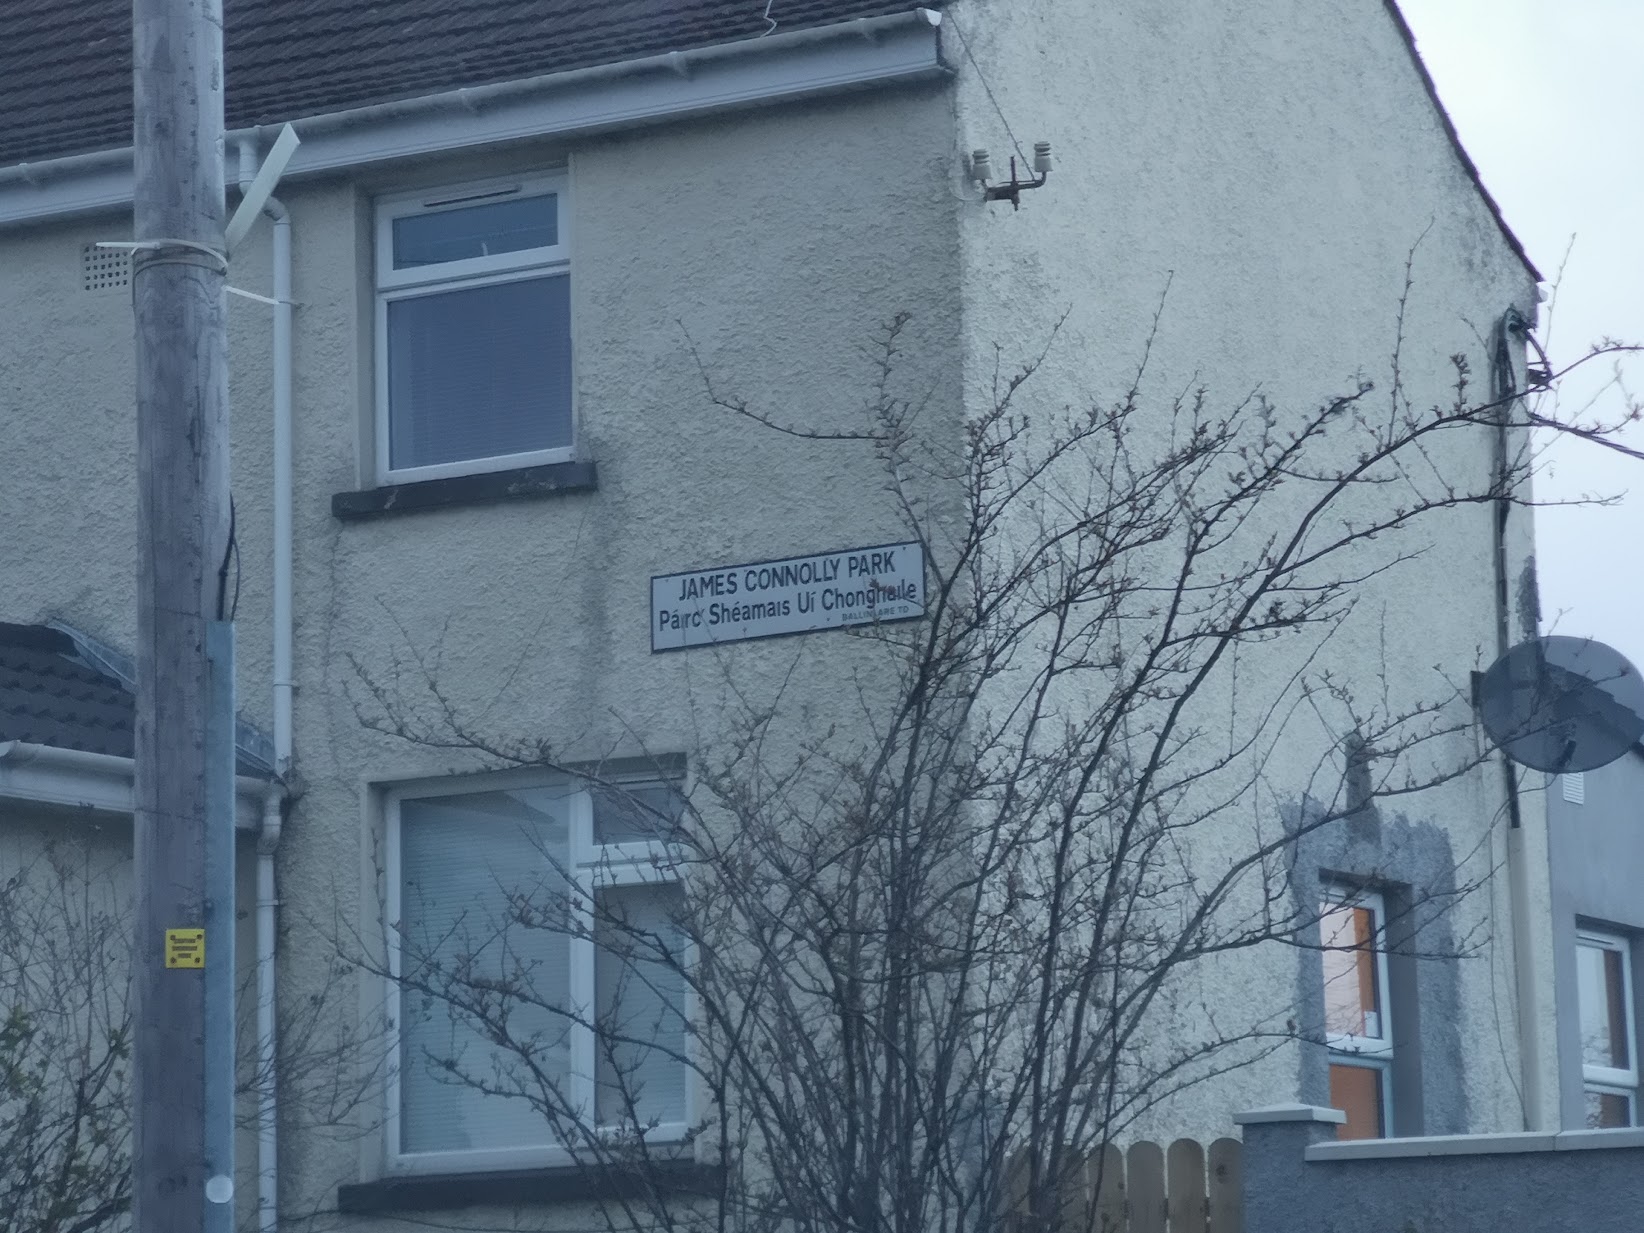 JAMES CONNOLLY PARK
Páirc Shéamais Uí Chonghaile